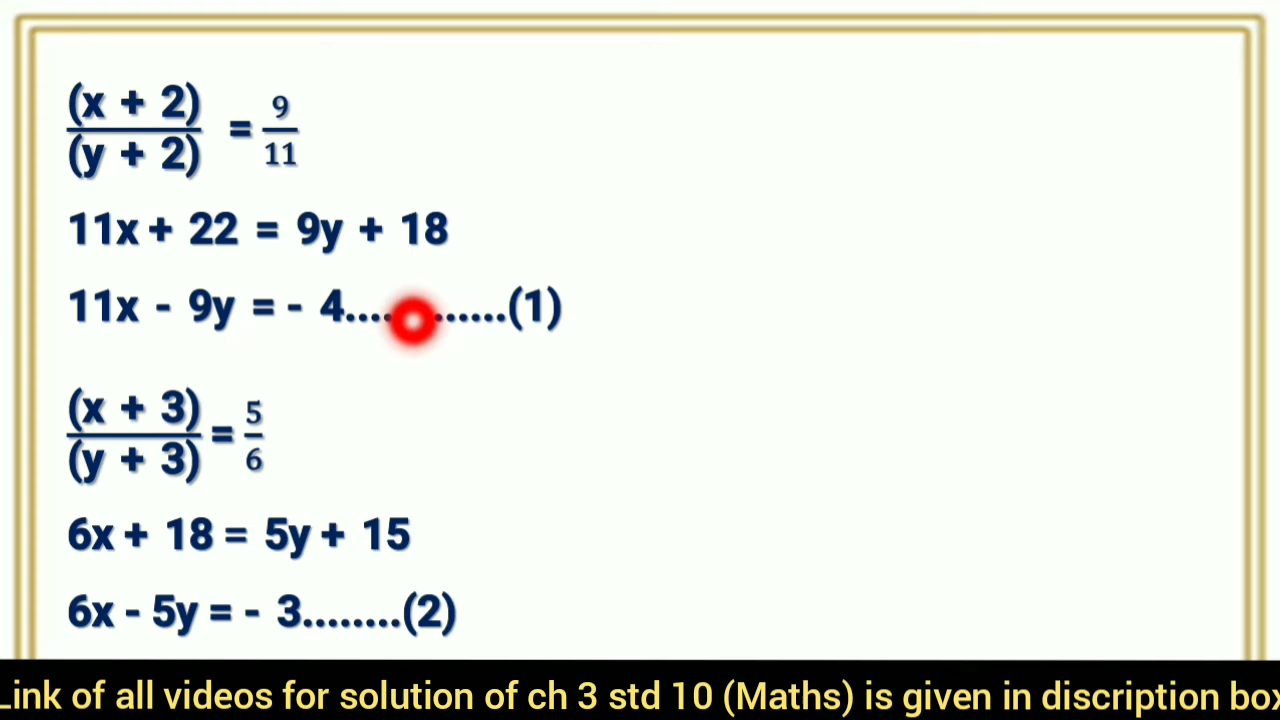 (x + 2)/(y + 2) = 9/11
11x + 22 = 9y + 18
11x - 9y = - 4............(1)
(x + 3)/(y + 3) = 5/6
6x + 18 = 5y + 15
6x - 5y = - 3........(2)
Link of all videos for solution of ch 3 std 10 (Maths) is given in discription box